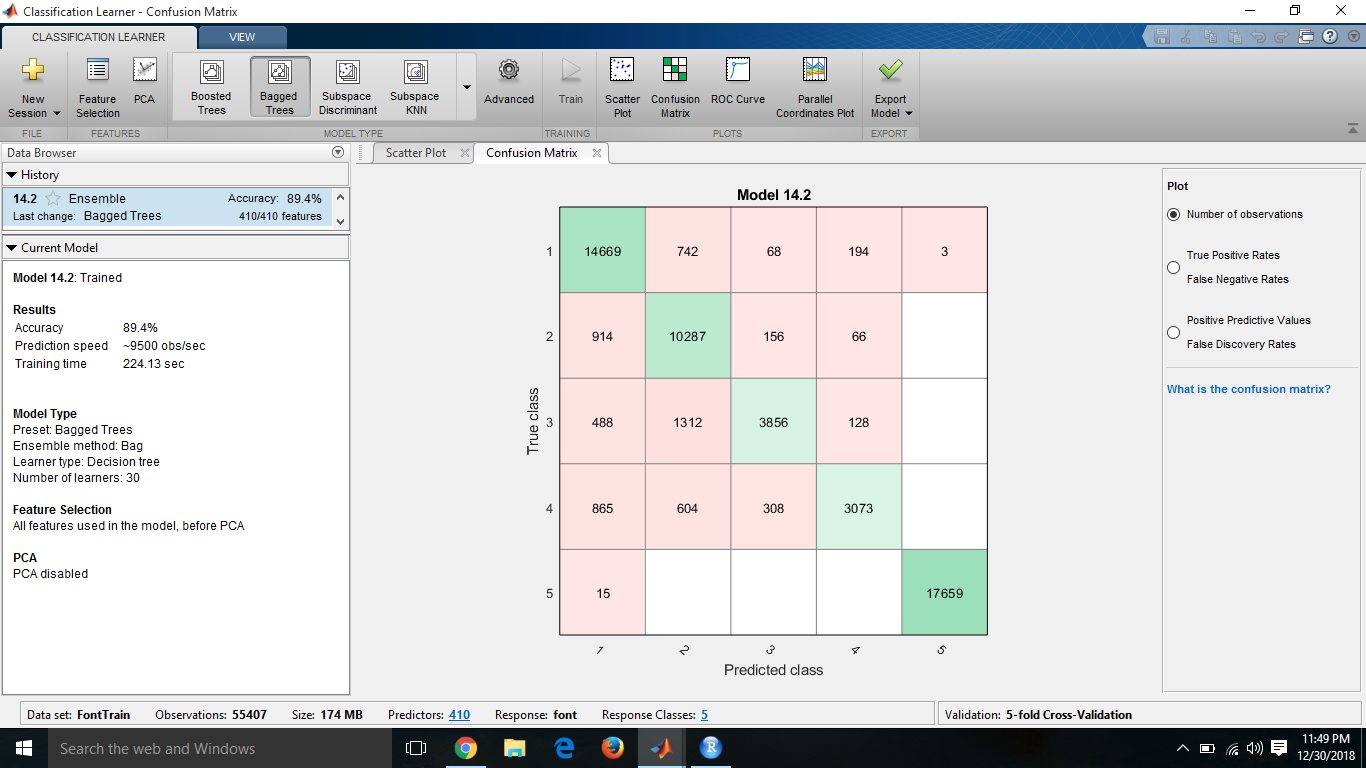 Classification Learner - Confusion Matrix
CLASSIFICATION LEARNER VIEW
New Session
Feature Selection
PCA
Boosted Trees
Bagged Trees
Subspace Discriminant
Subspace KNN
Advanced
Train
Scatter Plot
Confusion Matrix
ROC Curve
Parallel Coordinates Plot
Export Model
FILE FEATURES MODEL TYPE TRAINING PLOTS EXPORT
Data Browser
History
14.2 Ensemble Accuracy: 89.4%
Last change: Bagged Trees 410/410 features
Current Model
Model 14.2: Trained
Results
Accuracy 89.4%
Prediction speed ~9500 obs/sec
Training time 224.13 sec
Model Type
Preset: Bagged Trees
Ensemble method: Bag
Learner type: Decision tree
Number of learners: 30
Feature Selection
All features used in the model, before PCA
PCA
PCA disabled
Scatter Plot Confusion Matrix
Model 14.2
True class
1 14669 742 68 194 3
2 914 10287 156 66
3 488 1312 3856 128
4 865 604 308 3073
5 15 17659
1 2 3 4 5
Predicted class
Plot
Number of observations
True Positive Rates
False Negative Rates
Positive Predictive Values
False Discovery Rates
What is the confusion matrix?
Data set: FontTrain Observations: 55407 Size: 174 MB Predictors: 410 Response: font Response Classes: 5
Validation: 5-fold Cross-Validation
Search the web and Windows
R
11:49 PM
12/30/2018